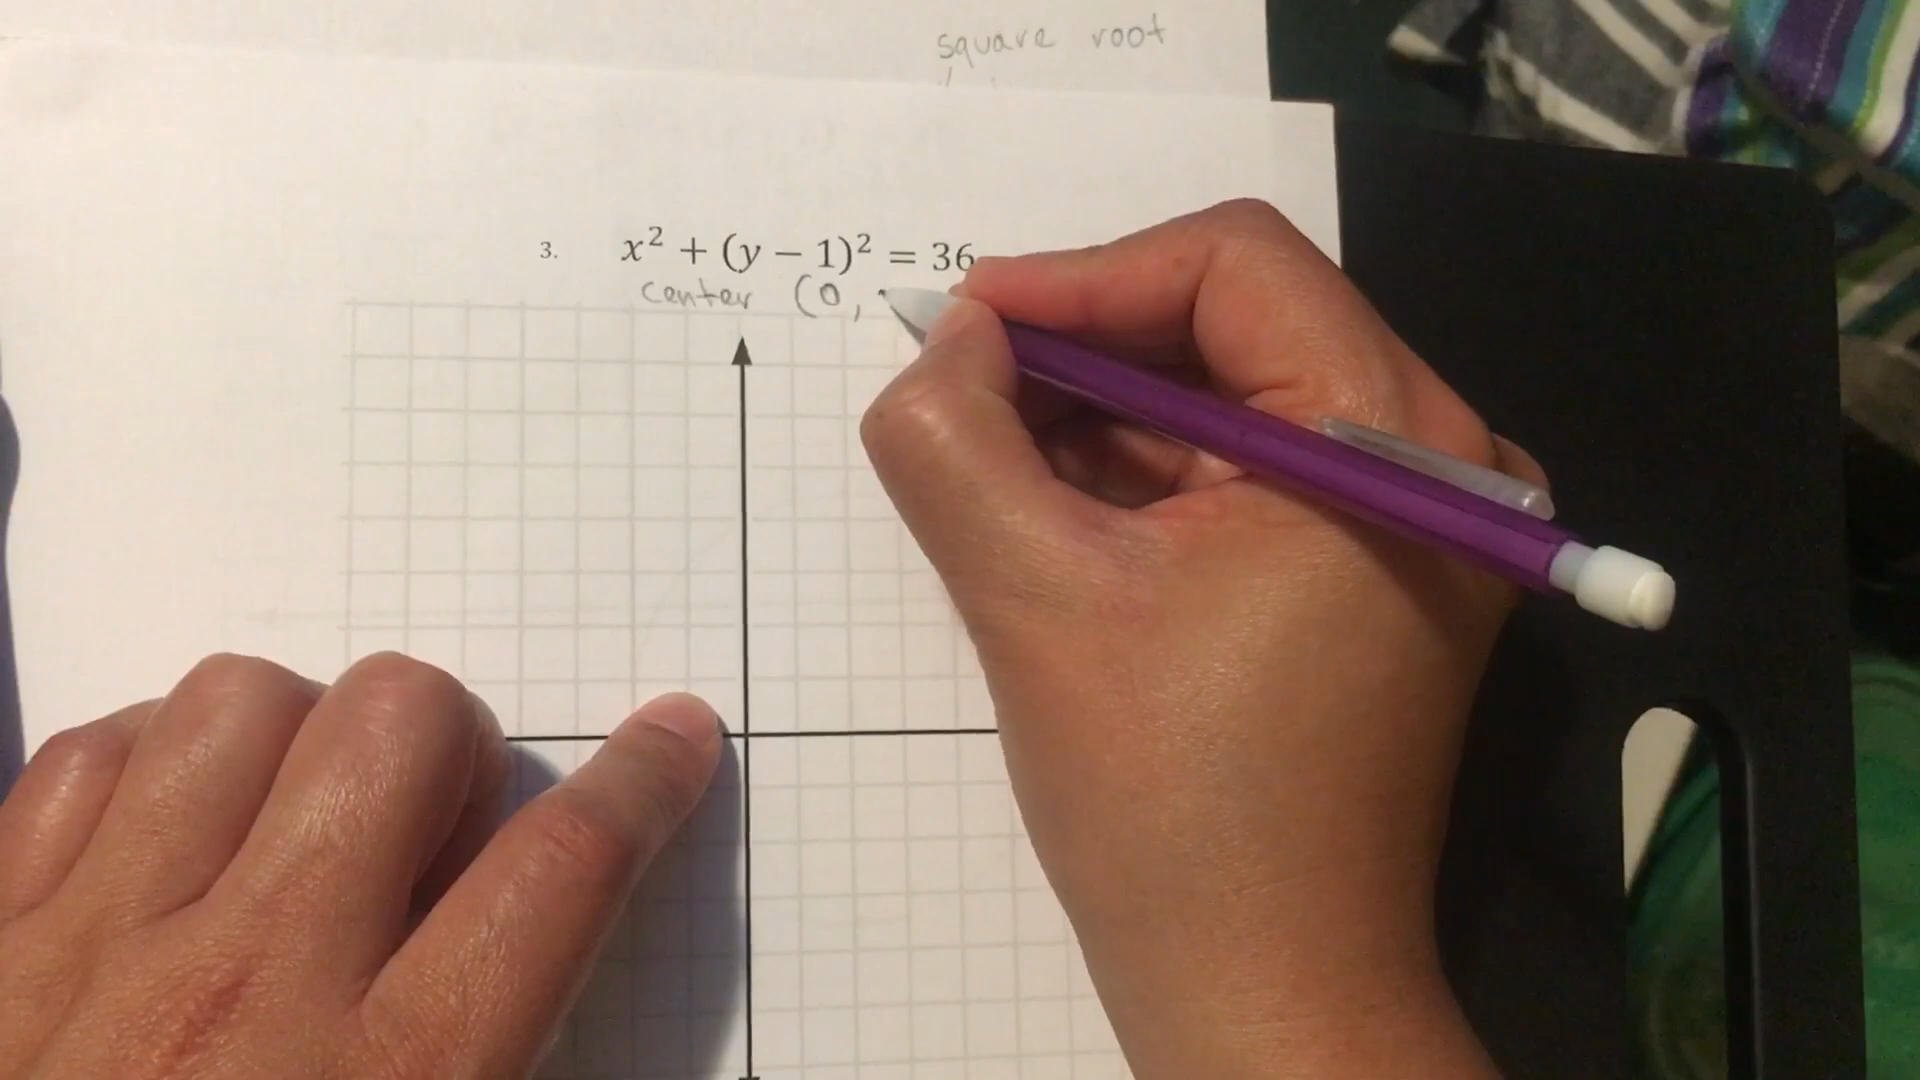 square root
3. x² + (y − 1)² = 36
center (0,